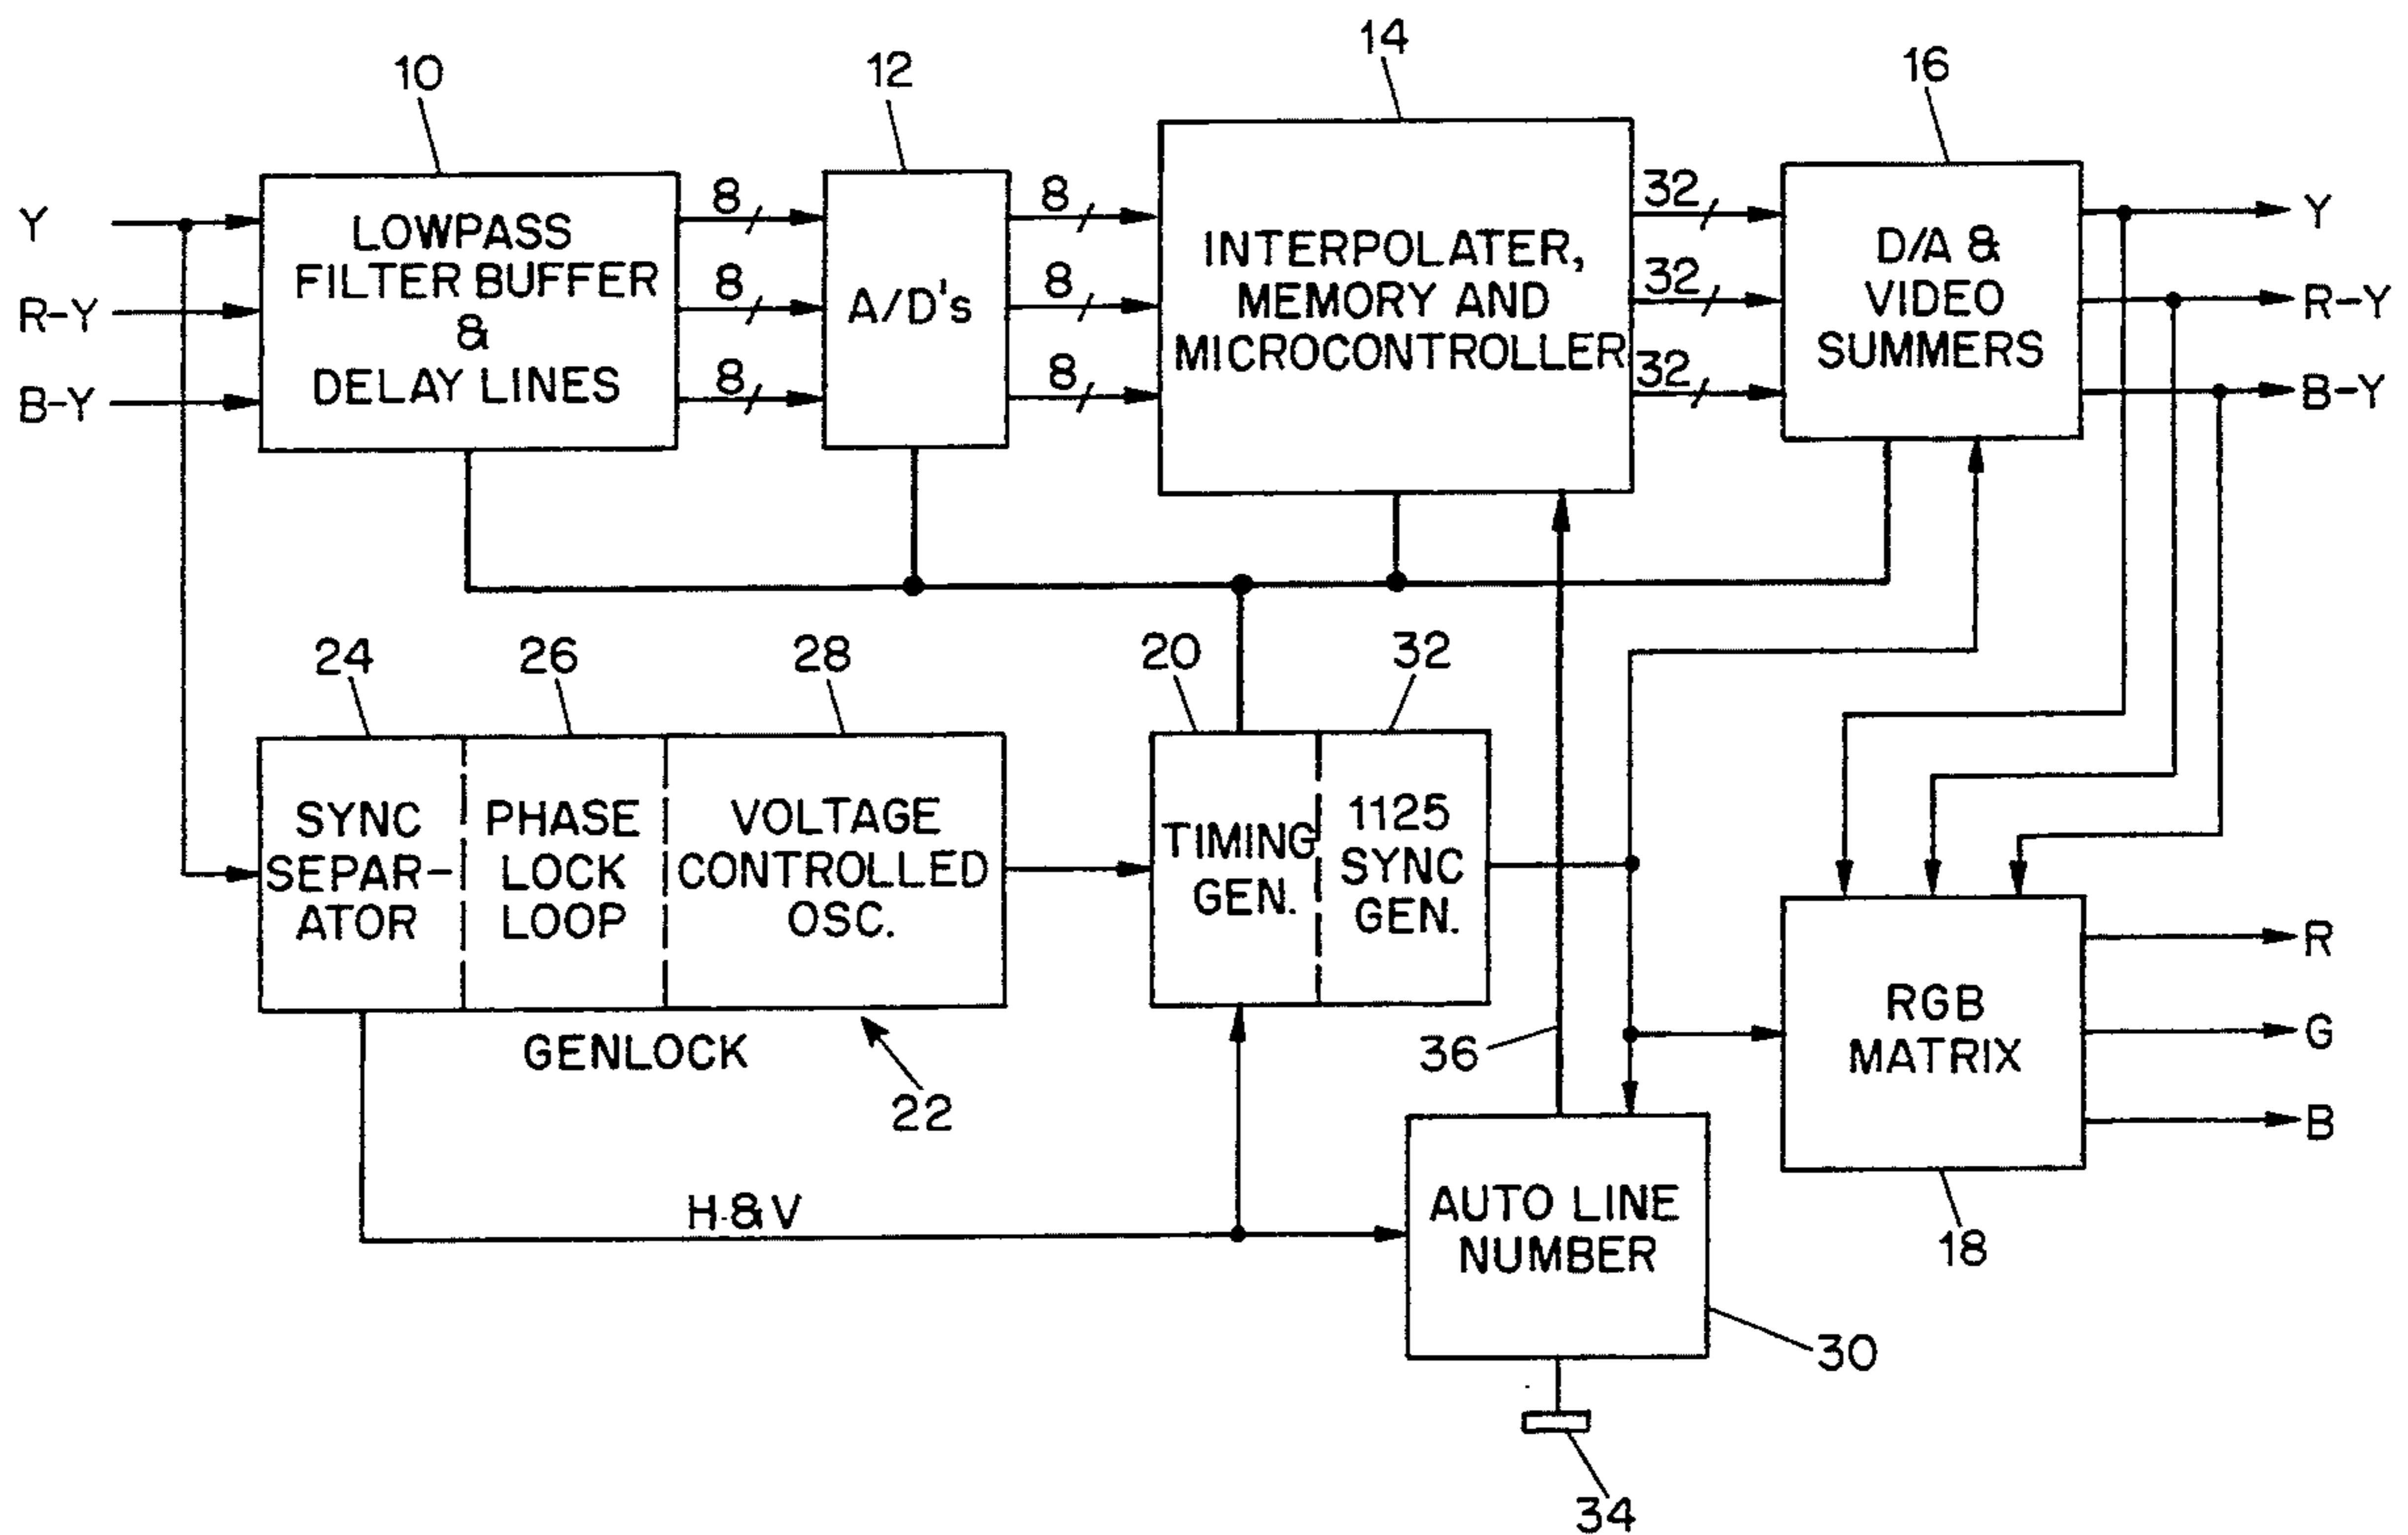 10
12
14
16
Y
R-Y
B-Y
LOWPASS
FILTER BUFFER
&
DELAY LINES
8
8
8
A/D's
8
8
8
INTERPOLATER,
MEMORY AND
MICROCONTROLLER
32
32
32
D/A &
VIDEO
SUMMERS
Y
R-Y
B-Y
24
26
28
20
32
SYNC
SEPAR-
ATOR
PHASE
LOCK
LOOP
VOLTAGE
CONTROLLED
OSC.
TIMING
GEN.
1125
SYNC
GEN.
GENLOCK
22
36
RGB
MATRIX
R
G
B
18
H&V
AUTO LINE
NUMBER
30
34